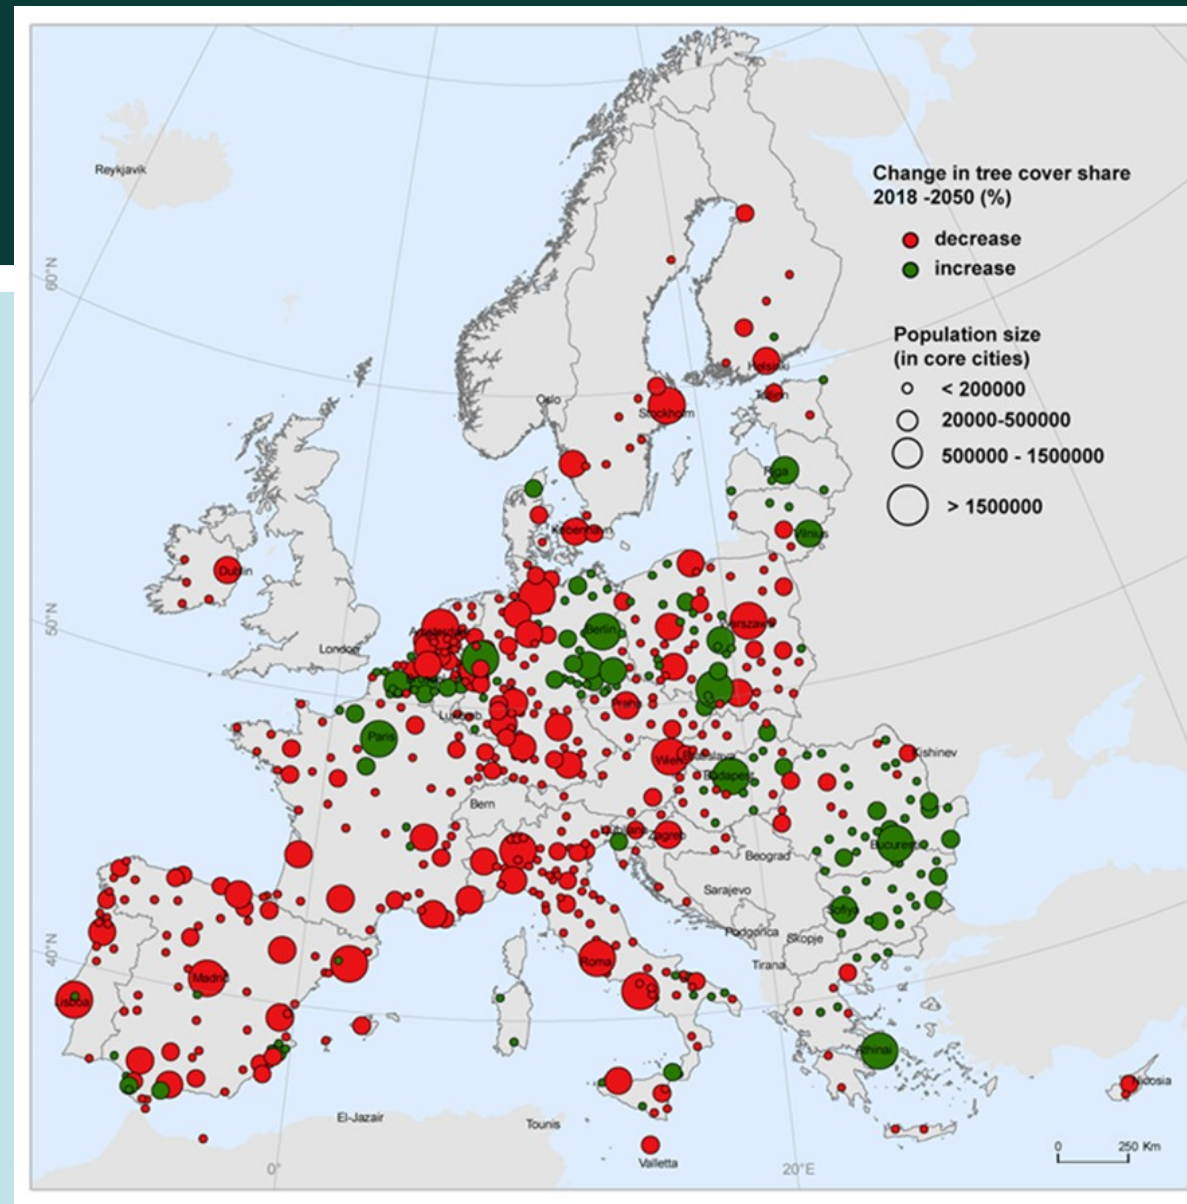 Reykjavik
Change in tree cover share
2018 -2050 (%)
decrease
increase
60°N
Population size
(in core cities)
< 200000
20000-500000
500000 - 1500000
> 1500000
Helsinki
Oslo
Stockholm
Tallinn
Riga
København
Vilnius
Dublin
50°N
Amsterdam
Berlin
Warszawa
London
Praha
Luxemb
Paris
Wien
Bratislava
Kishinev
Budapest
Bern
Ljubljana
Zagreb
Bucuresti
Beograd
Sarajevo
Sofiya
Podgorica
Skopje
40°N
Roma
Tirana
Madrid
Lisboa
Athinai
Nicosia
El-Jazair
Tounis
0
250 Km
Valletta
0°
20°E